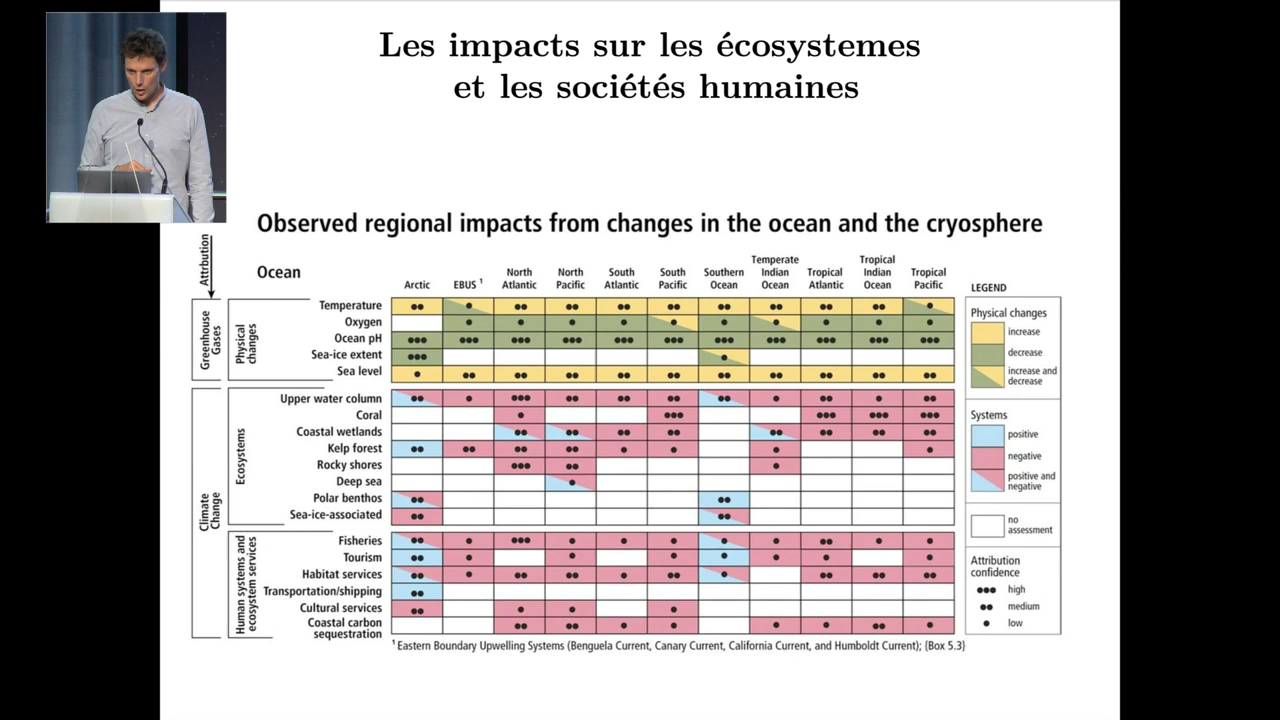 Les impacts sur les écosystemes
et les sociétés humaines
Observed regional impacts from changes in the ocean and the cryosphere
Attribution
Ocean
Arctic
EBUS 1
North
Atlantic
North
Pacific
South
Atlantic
South
Pacific
Southern
Ocean
Temperate
Indian
Ocean
Tropical
Atlantic
Tropical
Indian
Ocean
Tropical
Pacific
Greenhouse
Gases
Physical
changes
Temperature
Oxygen
Ocean pH
Sea-ice extent
Sea level
Climate
Change
Ecosystems
Upper water column
Coral
Coastal wetlands
Kelp forest
Rocky shores
Deep sea
Polar benthos
Sea-ice-associated
Human systems and
ecosystem services
Fisheries
Tourism
Habitat services
Transportation/shipping
Cultural services
Coastal carbon
sequestration
LEGEND
Physical changes
increase
decrease
increase and
decrease
Systems
positive
negative
positive and
negative
no
assessment
Attribution
confidence
high
medium
low
1 Eastern Boundary Upwelling Systems (Benguela Current, Canary Current, California Current, and Humboldt Current); {Box 5.3}